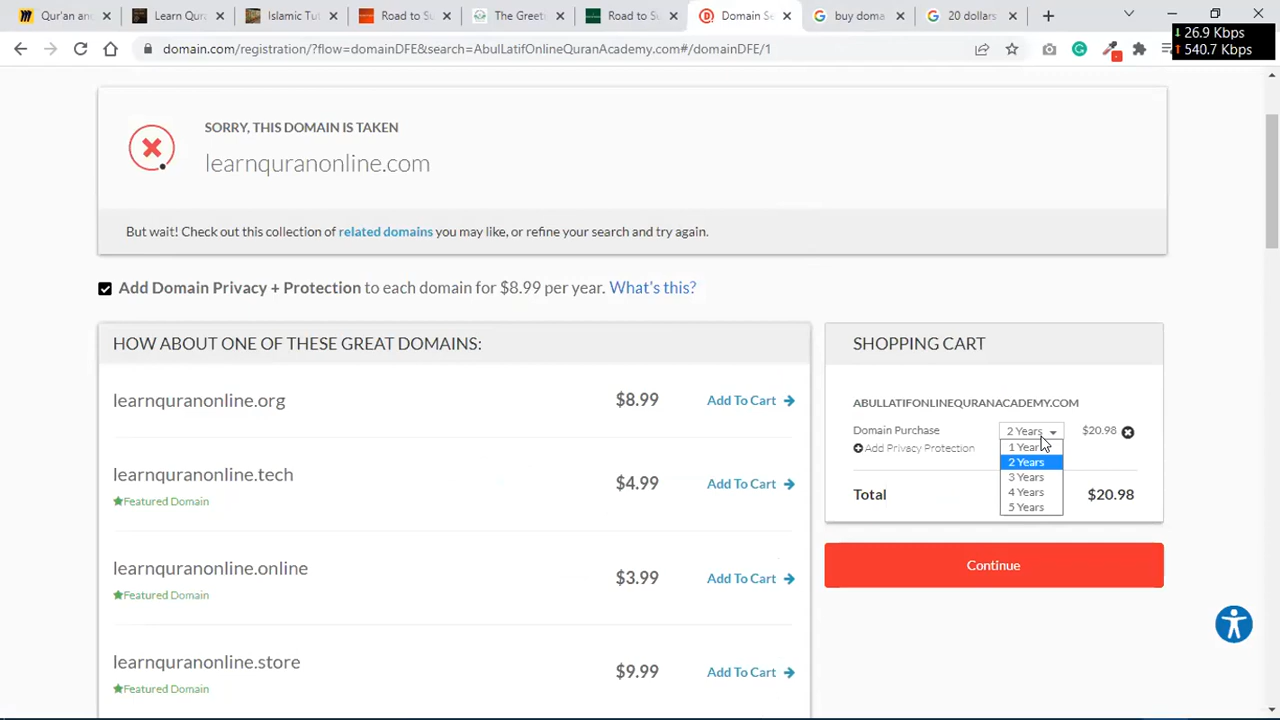 Qur'an and
Learn Qura
Islamic Tu
Road to Su
The Greet
Road to Su
Domain Se
buy doma
20 dollars
26.9 Kbps
540.7 Kbps
domain.com/registration/?flow=domainDFE&search=AbulLatifOnlineQuranAcademy.com#/domainDFE/1
SORRY, THIS DOMAIN IS TAKEN
learnquranonline.com
But wait! Check out this collection of related domains you may like, or refine your search and try again.
Add Domain Privacy + Protection to each domain for $8.99 per year. What's this?
HOW ABOUT ONE OF THESE GREAT DOMAINS:
learnquranonline.org $8.99 Add To Cart
learnquranonline.tech $4.99 Add To Cart
Featured Domain
learnquranonline.online $3.99 Add To Cart
Featured Domain
learnquranonline.store $9.99 Add To Cart
Featured Domain
SHOPPING CART
ABULLATIFONLINEQURANACADEMY.COM
Domain Purchase 2 Years $20.98
Add Privacy Protection
1 Year
2 Years
3 Years
4 Years
5 Years
Total $20.98
Continue